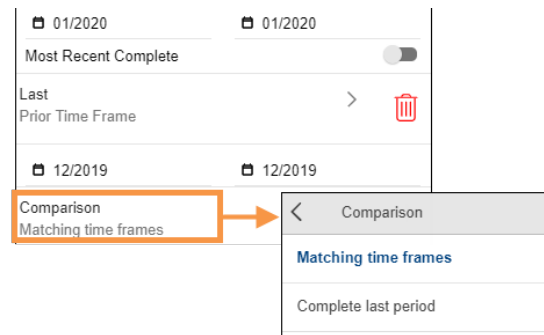 01/2020 01/2020
Most Recent Complete
Last
Prior Time Frame
12/2019 12/2019
Comparison
Matching time frames
Comparison
Matching time frames
Complete last period